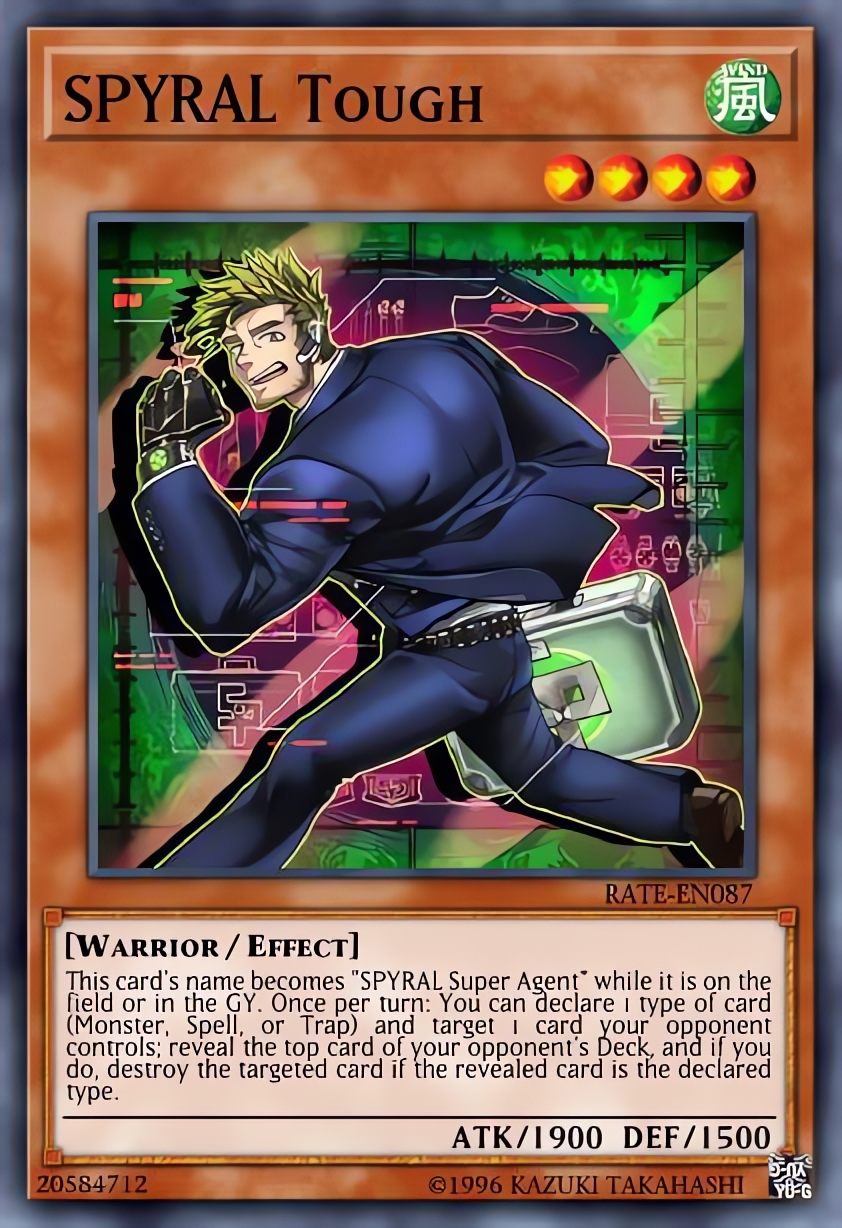 SPYRAL Tough
WIND
風
RATE-EN087
[Warrior / Effect]
This card's name becomes "SPYRAL Super Agent" while it is on the
field or in the GY. Once per turn: You can declare 1 type of card
(Monster, Spell, or Trap) and target 1 card your opponent
controls; reveal the top card of your opponent's Deck, and if you
do, destroy the targeted card if the revealed card is the declared
type.
ATK/1900 DEF/1500
20584712
©1996 KAZUKI TAKAHASHI